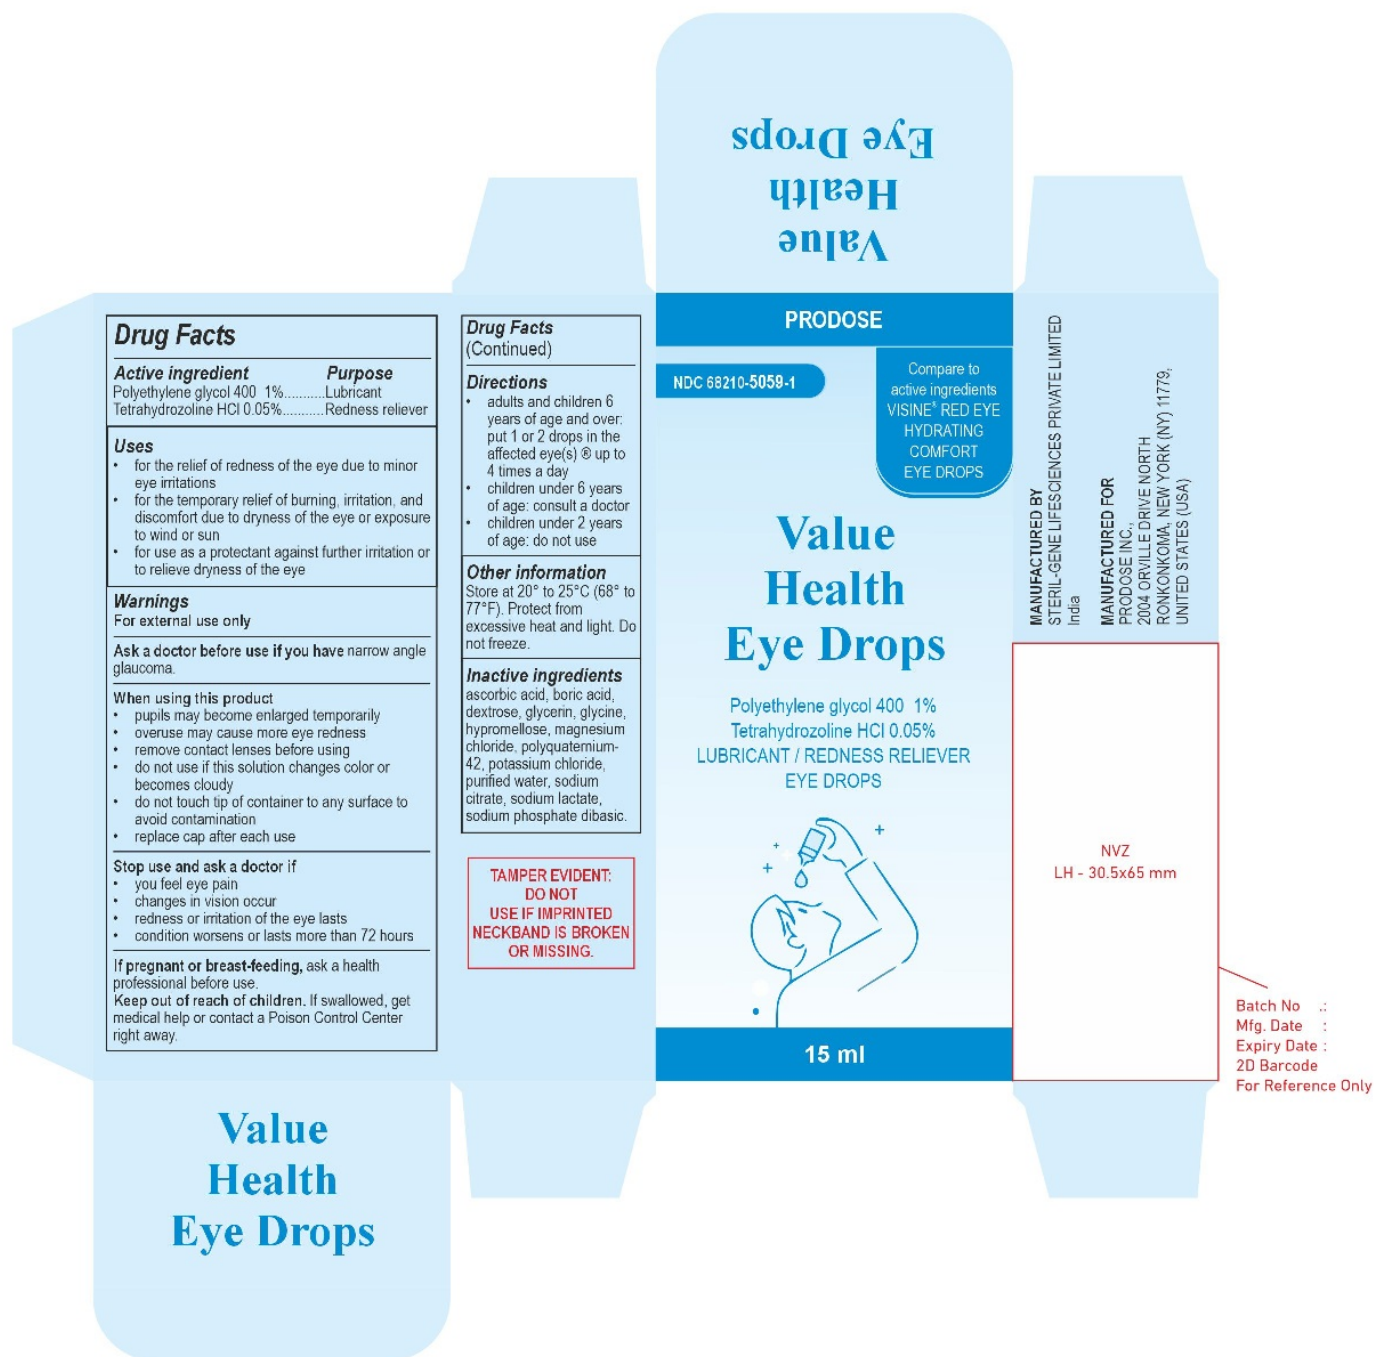 Value
Health
Eye Drops
Drug Facts
Active ingredient Purpose
Polyethylene glycol 400 1%...........Lubricant
Tetrahydrozoline HCl 0.05%...........Redness reliever
Uses
• for the relief of redness of the eye due to minor
eye irritations
• for the temporary relief of burning, irritation, and
discomfort due to dryness of the eye or exposure
to wind or sun
• for use as a protectant against further irritation or
to relieve dryness of the eye
Warnings
For external use only
Ask a doctor before use if you have narrow angle
glaucoma.
When using this product
• pupils may become enlarged temporarily
• overuse may cause more eye redness
• remove contact lenses before using
• do not use if this solution changes color or
becomes cloudy
• do not touch tip of container to any surface to
avoid contamination
• replace cap after each use
Stop use and ask a doctor if
• you feel eye pain
• changes in vision occur
• redness or irritation of the eye lasts
• condition worsens or lasts more than 72 hours
If pregnant or breast-feeding, ask a health
professional before use.
Keep out of reach of children. If swallowed, get
medical help or contact a Poison Control Center
right away.
Value
Health
Eye Drops
Drug Facts
(Continued)
Directions
• adults and children 6
years of age and over:
put 1 or 2 drops in the
affected eye(s) ® up to
4 times a day
• children under 6 years
of age: consult a doctor
• children under 2 years
of age: do not use
Other information
Store at 20° to 25°C (68° to
77°F). Protect from
excessive heat and light. Do
not freeze.
Inactive ingredients
ascorbic acid, boric acid,
dextrose, glycerin, glycine,
hypromellose, magnesium
chloride, polyquaternium-
42, potassium chloride,
purified water, sodium
citrate, sodium lactate,
sodium phosphate dibasic.
TAMPER EVIDENT:
DO NOT
USE IF IMPRINTED
NECKBAND IS BROKEN
OR MISSING.
PRODOSE
NDC 68210-5059-1
Compare to
active ingredients
VISINE® RED EYE
HYDRATING
COMFORT
EYE DROPS
Value
Health
Eye Drops
Polyethylene glycol 400 1%
Tetrahydrozoline HCl 0.05%
LUBRICANT / REDNESS RELIEVER
EYE DROPS
15 ml
MANUFACTURED BY
STERIL-GENE LIFESCIENCES PRIVATE LIMITED
India
MANUFACTURED FOR
PRODOSE INC.,
2004 ORVILLE DRIVE NORTH
RONKONKOMA, NEW YORK (NY) 11779,
UNITED STATES (USA)
NVZ
LH - 30.5x65 mm
Batch No .:
Mfg. Date :
Expiry Date :
2D Barcode
For Reference Only